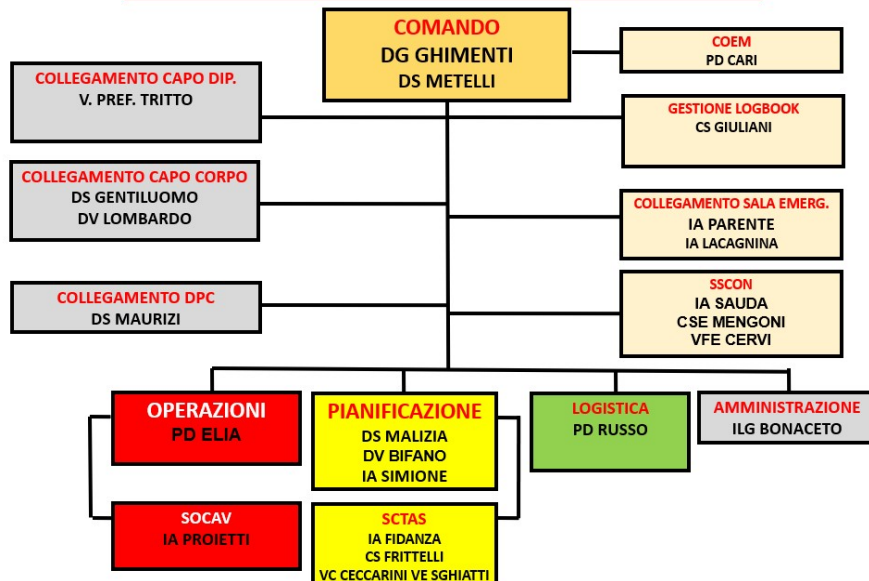 COMANDO
DG GHIMENTI
DS METELLI
COEM
PD CARI
COLLEGAMENTO CAPO DIP.
V. PREF. TRITTO
GESTIONE LOGBOOK
CS GIULIANI
COLLEGAMENTO CAPO CORPO
DS GENTILUOMO
DV LOMBARDO
COLLEGAMENTO SALA EMERG.
IA PARENTE
IA LACAGNINA
COLLEGAMENTO DPC
DS MAURIZI
SSCON
IA SAUDA
CSE MENGONI
VFE CERVI
OPERAZIONI
PD ELIA
PIANIFICAZIONE
DS MALIZIA
DV BIFANO
IA SIMIONE
LOGISTICA
PD RUSSO
AMMINISTRAZIONE
ILG BONACETO
SOCAV
IA PROIETTI
SCTAS
IA FIDANZA
CS FRITTELLI
VC CECCARINI VE SGHIATTI